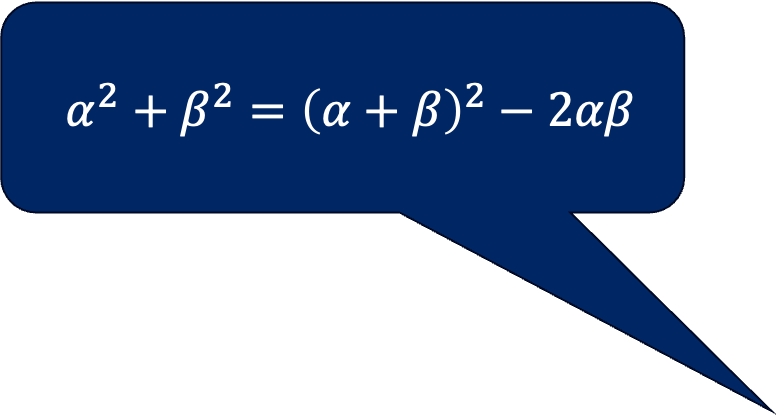 α² + β² = (α + β)² − 2αβ